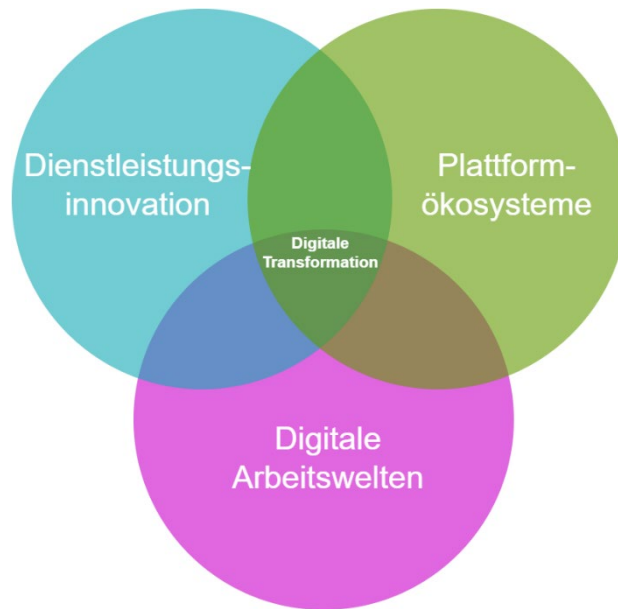 Dienstleistungs-
innovation
Plattform-
ökosysteme
Digitale
Transformation
Digitale
Arbeitswelten